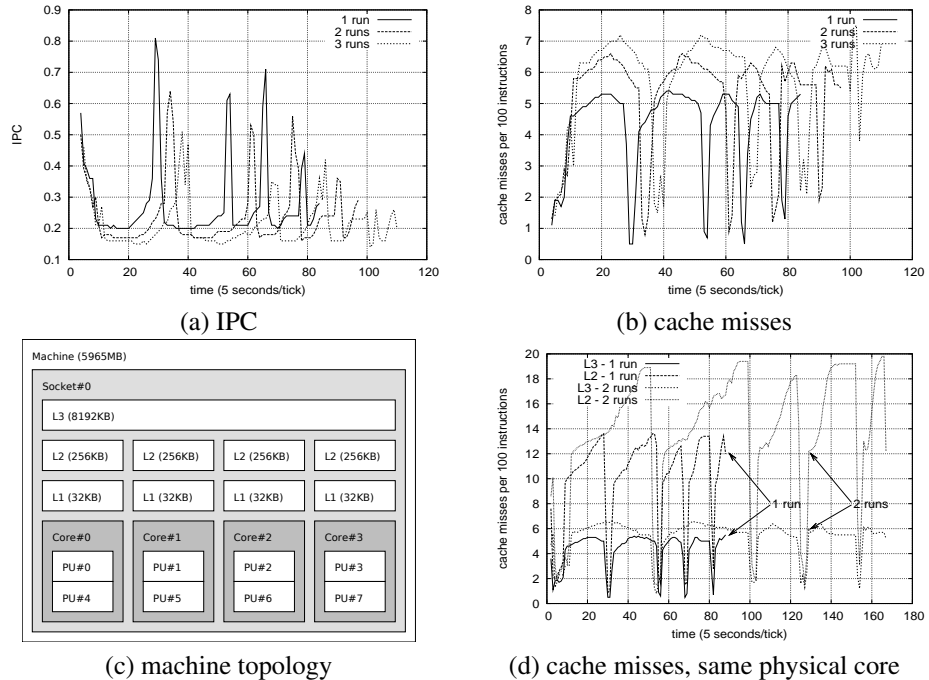 0.9
0.8
0.7
0.6
0.5
0.4
0.3
0.2
0.1
IPC
1 run
2 runs
3 runs
0 20 40 60 80 100 120
time (5 seconds/tick)
(a) IPC
8
7
6
5
4
3
2
1
0
cache misses per 100 instructions
1 run
2 runs
3 runs
0 20 40 60 80 100 120
time (5 seconds/tick)
(b) cache misses
Machine (5965MB)
Socket#0
L3 (8192KB)
L2 (256KB) L2 (256KB) L2 (256KB) L2 (256KB)
L1 (32KB) L1 (32KB) L1 (32KB) L1 (32KB)
Core#0 Core#1 Core#2 Core#3
PU#0 PU#1 PU#2 PU#3
PU#4 PU#5 PU#6 PU#7
(c) machine topology
20
18
16
14
12
10
8
6
4
2
0
cache misses per 100 instructions
L3 - 1 run
L2 - 1 run
L3 - 2 runs
L2 - 2 runs
1 run
2 runs
0 20 40 60 80 100 120 140 160 180
time (5 seconds/tick)
(d) cache misses, same physical core